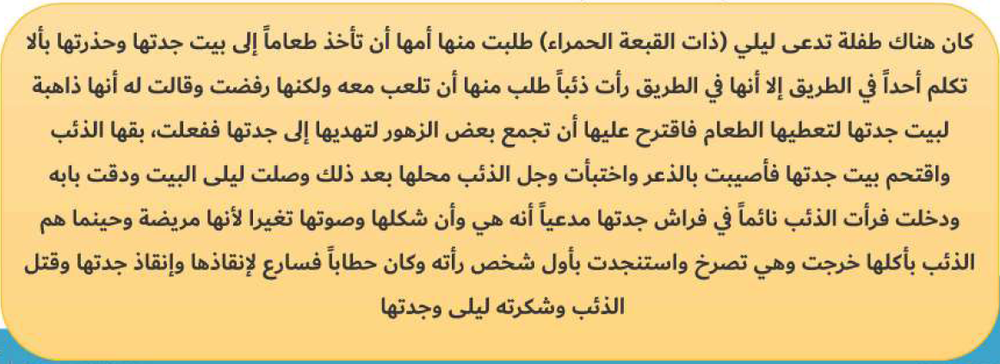 كان هناك طفلة تدعى ليلي (ذات القبعة الحمراء) طلبت منها أمها أن تأخذ طعاماً إلى بيت جدتها وحذرتها بألا
تكلم أحداً في الطريق إلا أنها في الطريق رأت ذئباً طلب منها أن تلعب معه ولكنها رفضت وقالت له أنها ذاهبة
لبيت جدتها لتعطيها الطعام فاقترح عليها أن تجمع بعض الزهور لتهديها إلى جدتها ففعلت، بقها الذئب
واقتحم بيت جدتها فأصيبت بالذعر واختبأت وجل الذئب محلها بعد ذلك وصلت ليلى البيت ودقت بابه
ودخلت فرأت الذئب نائماً في فراش جدتها مدعياً أنه هي وأن شكلها وصوتها تغيرا لأنها مريضة وحينما هم
الذئب بأكلها خرجت وهي تصرخ واستنجدت بأول شخص رأته وكان حطاباً فسارع لإنقاذها وإنقاذ جدتها وقتل
الذئب وشكرته ليلى وجدتها